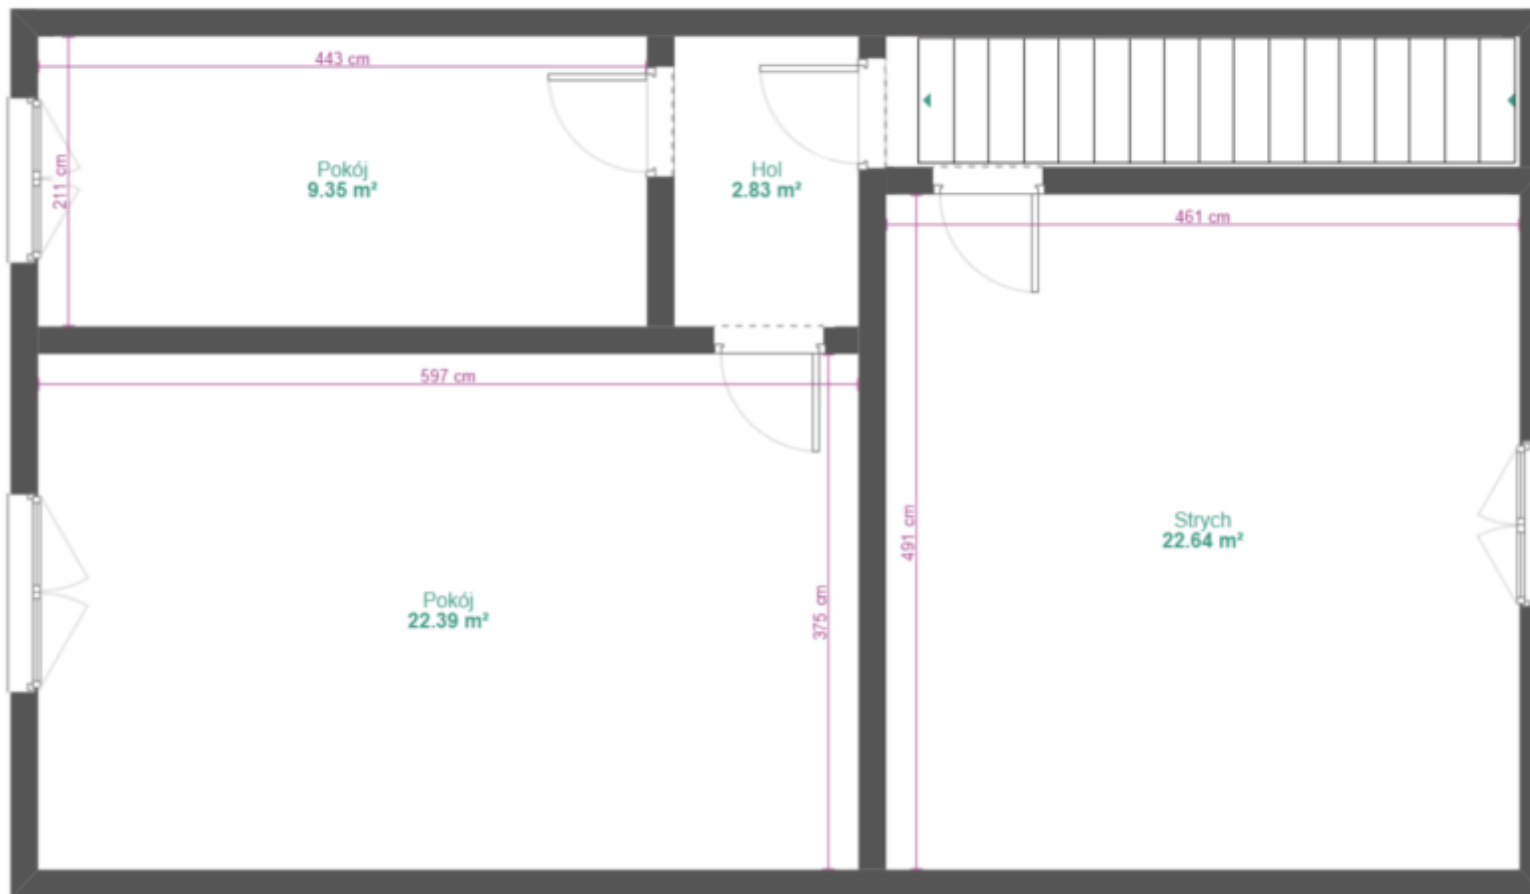 443 cm
211 cm
Pokój
9.35 m²
Hol
2.83 m²
461 cm
597 cm
491 cm
Strych
22.64 m²
375 cm
Pokój
22.39 m²